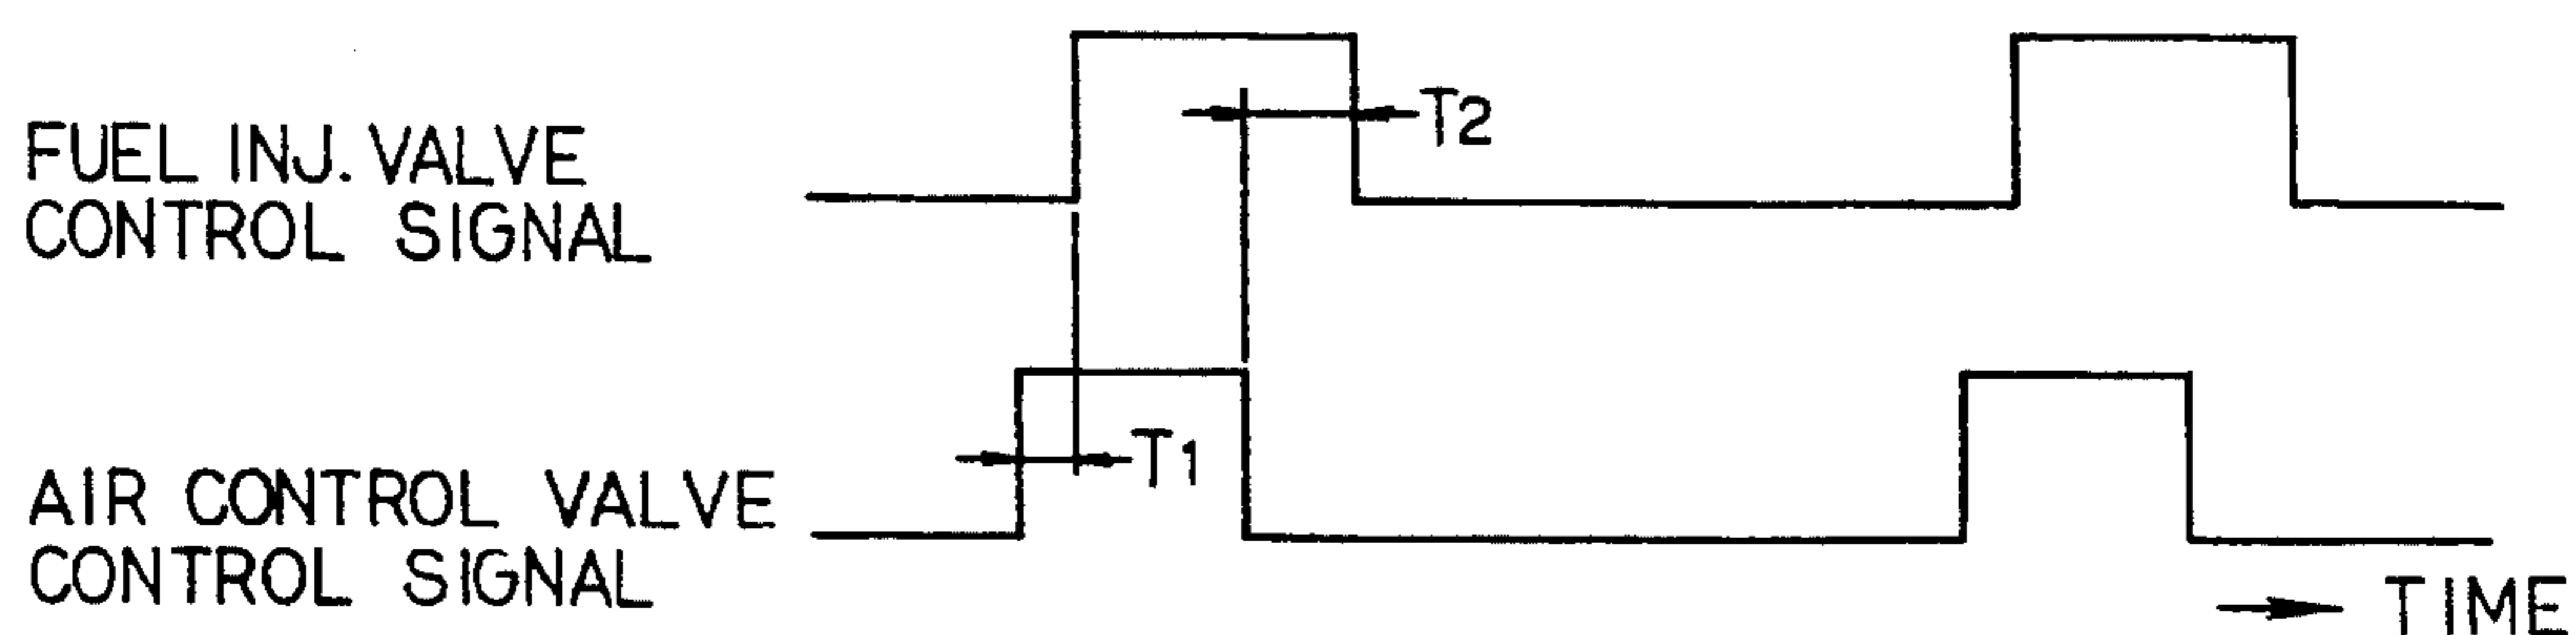 T2
FUEL INJ. VALVE
CONTROL SIGNAL
T1
AIR CONTROL VALVE
CONTROL SIGNAL
TIME